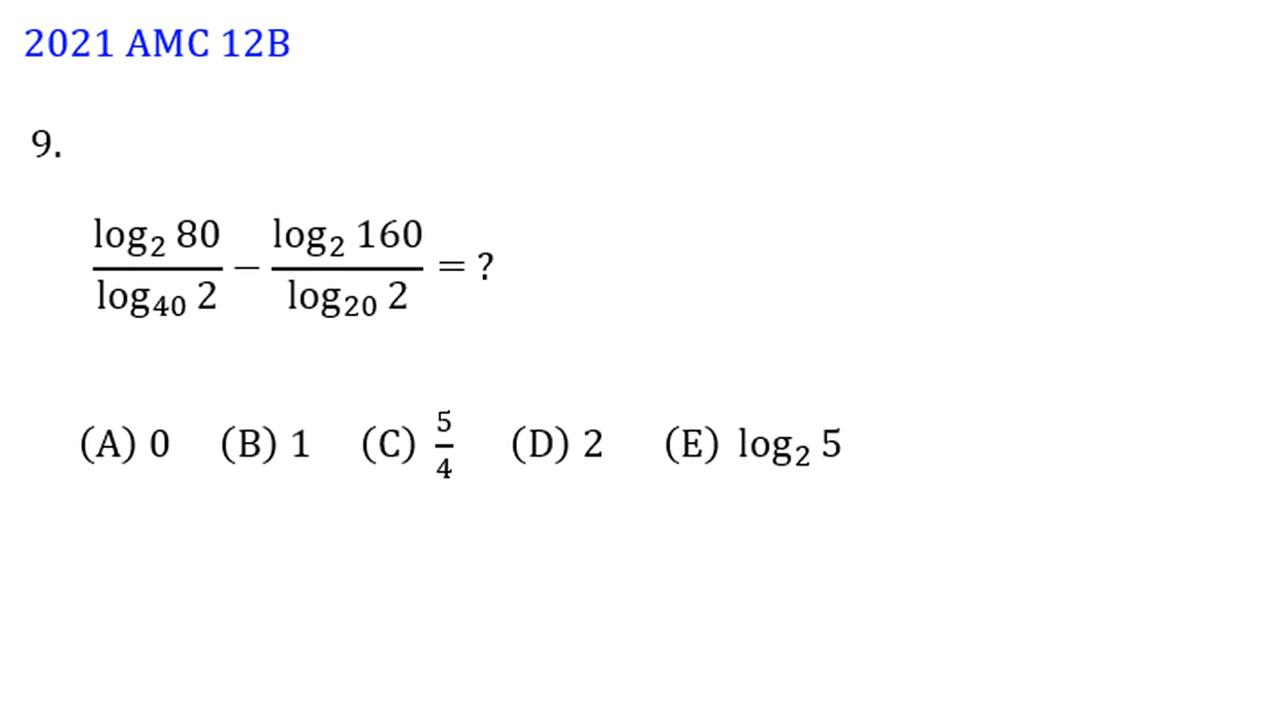 2021 AMC 12B
9.
log₂ 80 / log₄₀ 2 − log₂ 160 / log₂₀ 2 = ?
(A) 0 (B) 1 (C) 5/4 (D) 2 (E) log₂ 5